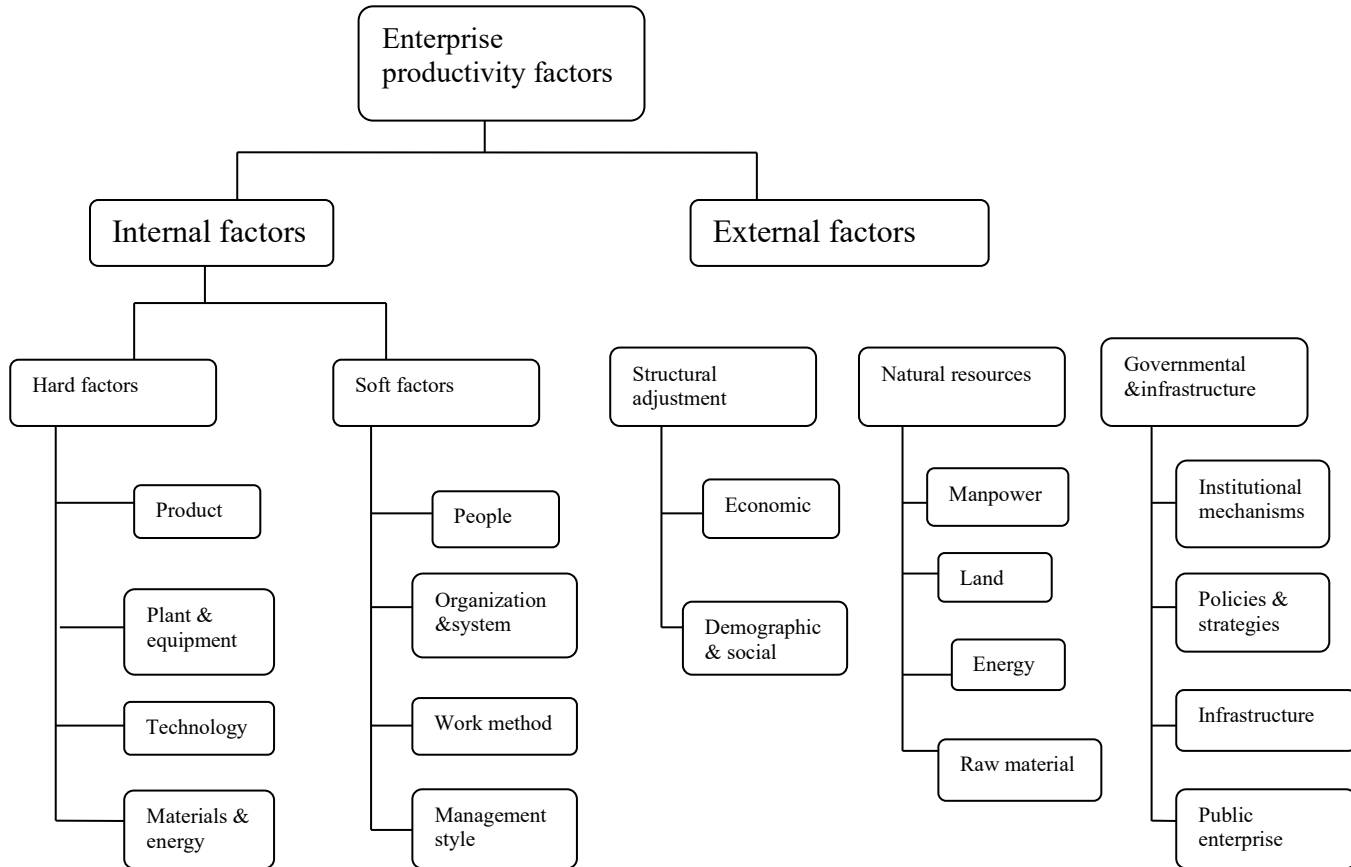 Enterprise
productivity factors
Internal factors
External factors
Hard factors
Soft factors
Structural
adjustment
Natural resources
Governmental
&infrastructure
Product
Plant &
equipment
Technology
Materials &
energy
People
Organization
&system
Work method
Management
style
Economic
Demographic
& social
Manpower
Land
Energy
Raw material
Institutional
mechanisms
Policies &
strategies
Infrastructure
Public
enterprise